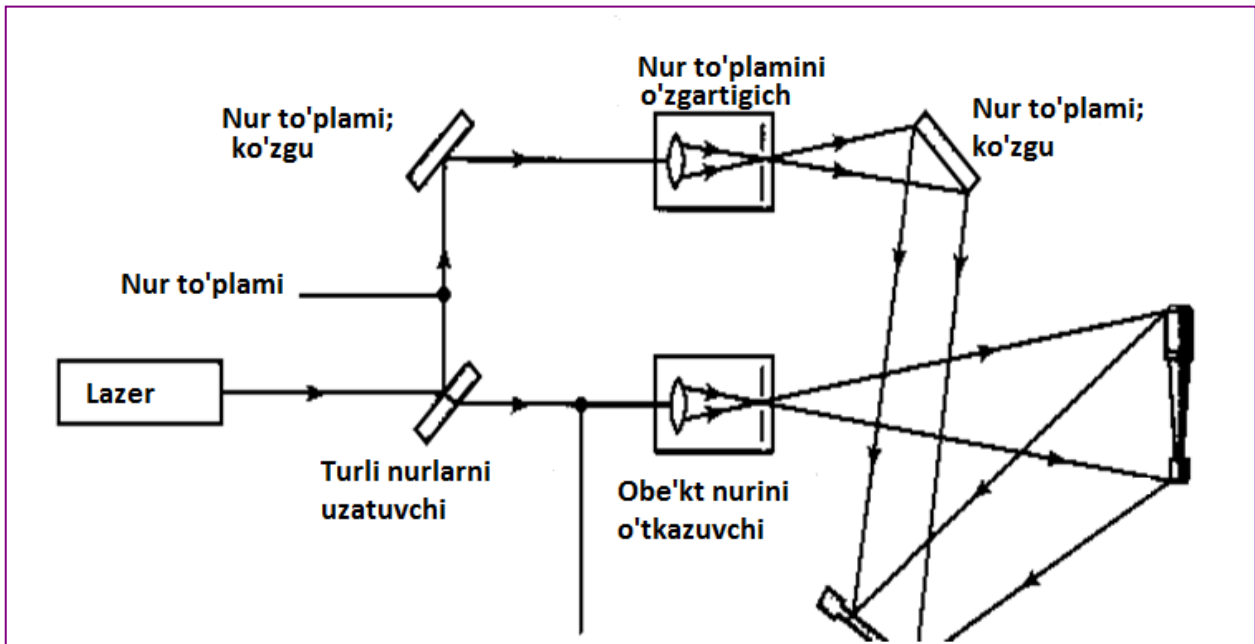 Nur to'plamini
o'zgartigich
Nur to'plami;
ko'zgu
Nur to'plami;
ko'zgu
Nur to'plami
Lazer
Turli nurlarni
uzatuvchi
Obe'kt nurini
o'tkazuvchi